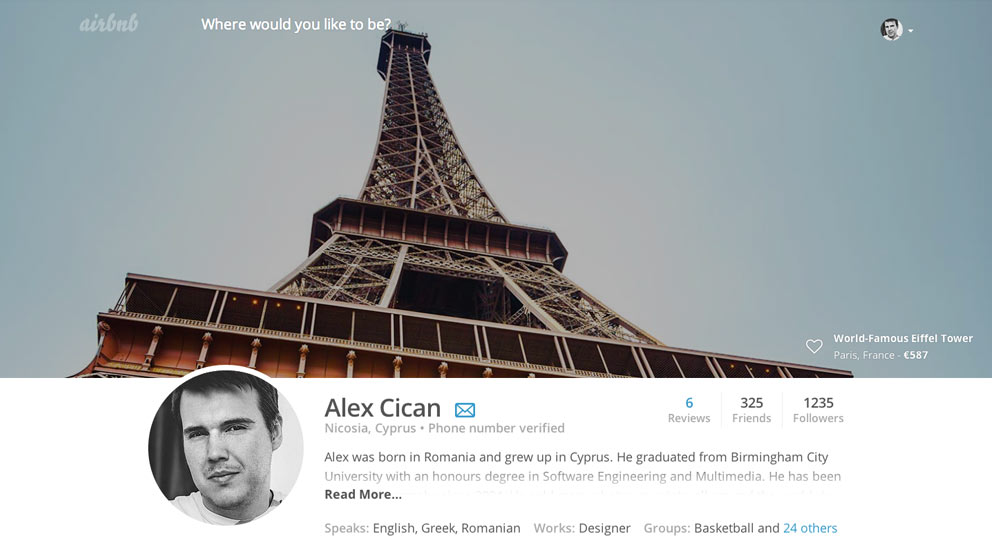 airbnb
Where would you like to be?
World-Famous Eiffel Tower
Paris, France - €587
Alex Cican
Nicosia, Cyprus • Phone number verified
6
Reviews
325
Friends
1235
Followers
Alex was born in Romania and grew up in Cyprus. He graduated from Birmingham City
University with an honours degree in Software Engineering and Multimedia. He has been
Read More...
Speaks: English, Greek, Romanian Works: Designer Groups: Basketball and 24 others